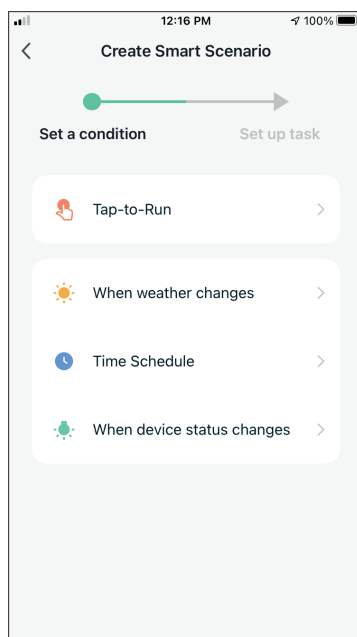 12:16 PM 100%
Create Smart Scenario
Set a condition Set up task
Tap-to-Run
When weather changes
Time Schedule
When device status changes